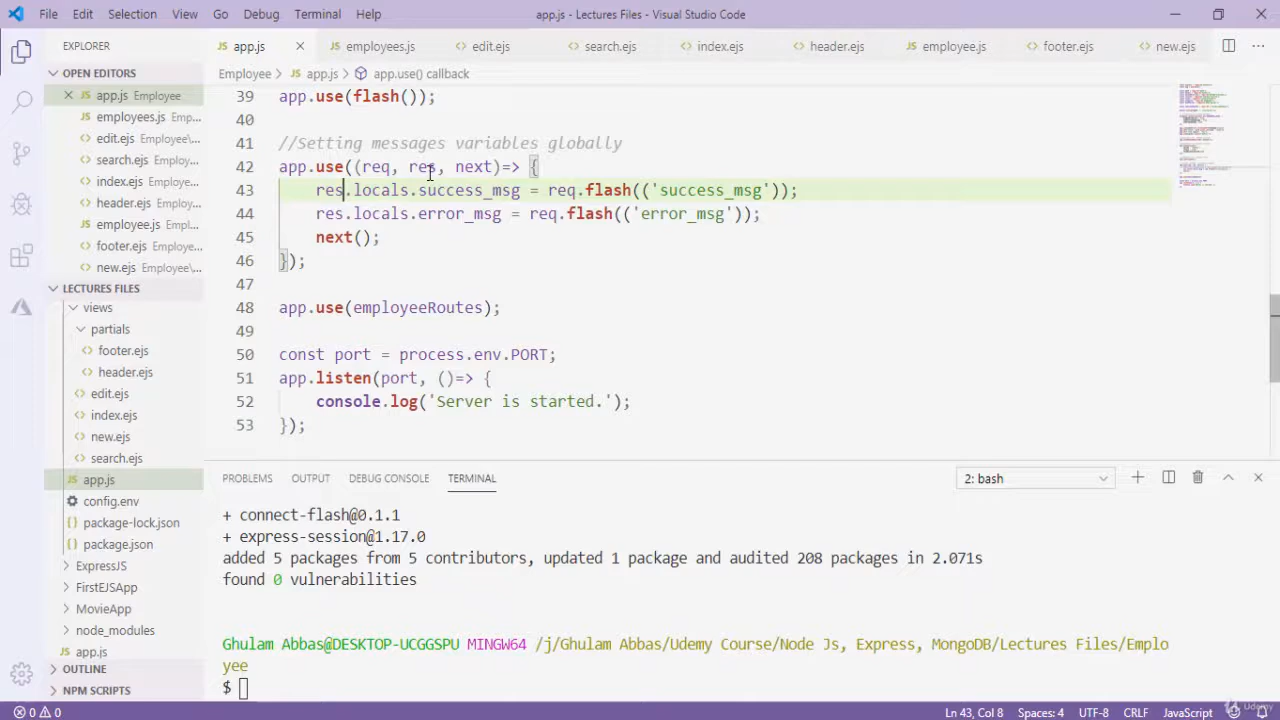 File Edit Selection View Go Debug Terminal Help app.js - Lectures Files - Visual Studio Code
EXPLORER
app.js employees.js edit.ejs search.ejs index.ejs header.ejs employee.js footer.ejs new.ejs
OPEN EDITORS
app.js Employee
employees.js Emp...
edit.ejs Employee...
search.ejs Employ...
index.ejs Employe...
header.ejs Employ...
employee.js Empl...
footer.ejs Employe...
new.ejs Employee...
LECTURES FILES
views
partials
footer.ejs
header.ejs
edit.ejs
index.ejs
new.ejs
search.ejs
app.js
config.env
package-lock.json
package.json
ExpressJS
FirstEJSApp
MovieApp
node_modules
app.js
OUTLINE
NPM SCRIPTS
Employee > app.js > app.use() callback
39 app.use(flash());
40
41 //Setting messages variables globally
42 app.use((req, res, next)=> {
43 res.locals.success_msg = req.flash(('success_msg'));
44 res.locals.error_msg = req.flash(('error_msg'));
45 next();
46 });
47
48 app.use(employeeRoutes);
49
50 const port = process.env.PORT;
51 app.listen(port, ()=> {
52 console.log('Server is started.');
53 });
PROBLEMS OUTPUT DEBUG CONSOLE TERMINAL 2: bash
+ connect-flash@0.1.1
+ express-session@1.17.0
added 5 packages from 5 contributors, updated 1 package and audited 208 packages in 2.071s
found 0 vulnerabilities
Ghulam Abbas@DESKTOP-UCGGSPU MINGW64 /j/Ghulam Abbas/Udemy Course/Node Js, Express, MongoDB/Lectures Files/Emplo
yee
$
0 0 Ln 43, Col 8 Spaces: 4 UTF-8 CRLF JavaScript
Udemy